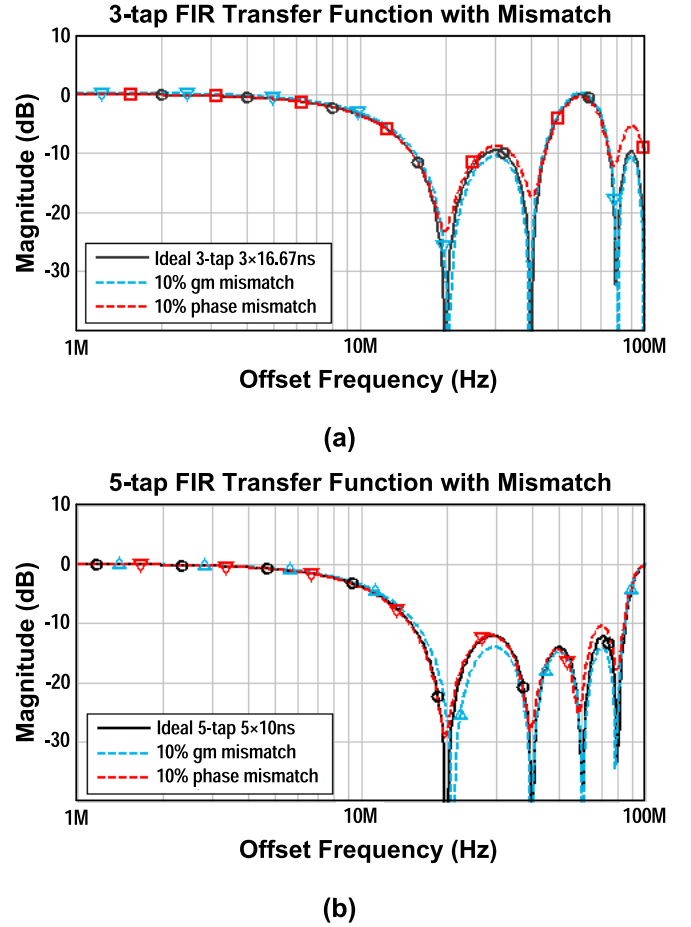 3-tap FIR Transfer Function with Mismatch
10
0
-10
-20
-30
Magnitude (dB)
Ideal 3-tap 3×16.67ns
10% gm mismatch
10% phase mismatch
1M
10M
100M
Offset Frequency (Hz)
(a)
5-tap FIR Transfer Function with Mismatch
10
0
-10
-20
-30
Magnitude (dB)
Ideal 5-tap 5×10ns
10% gm mismatch
10% phase mismatch
1M
10M
100M
Offset Frequency (Hz)
(b)